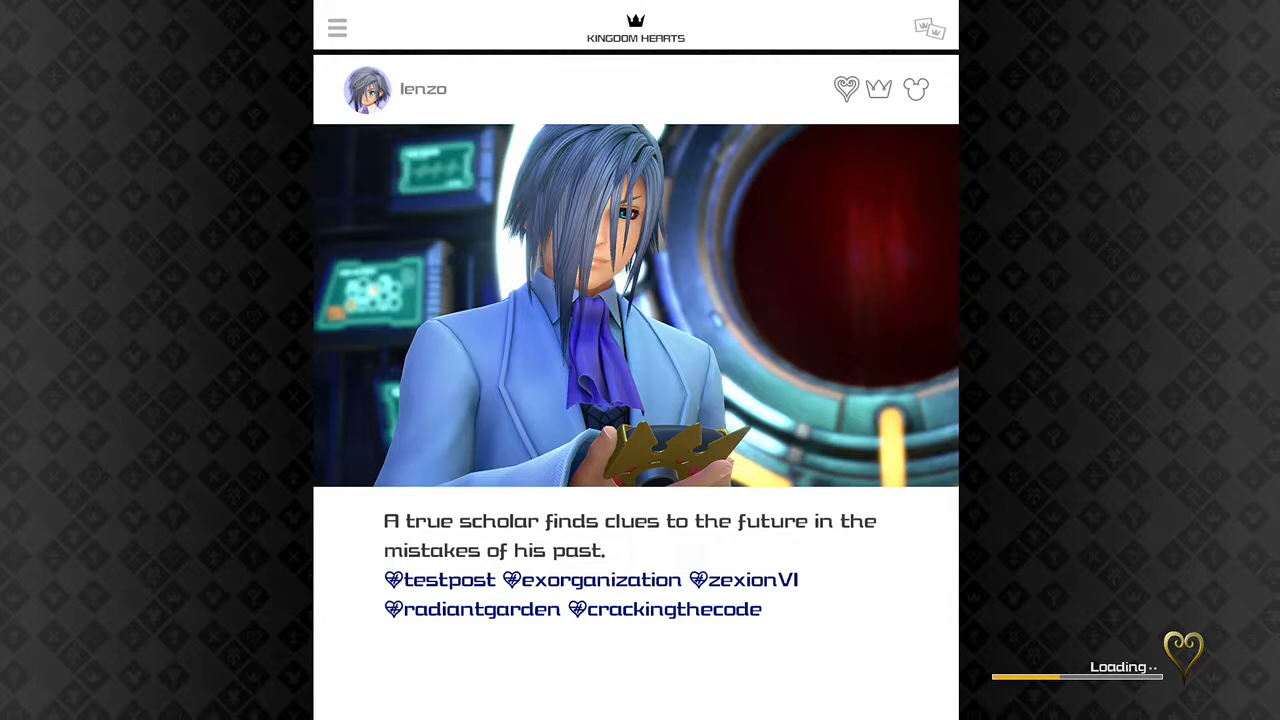 KINGDOM HEARTS
Ienzo
A true scholar finds clues to the future in the
mistakes of his past.
testpost exorganization zexionVI
radiantgarden crackingthecode
Loading..